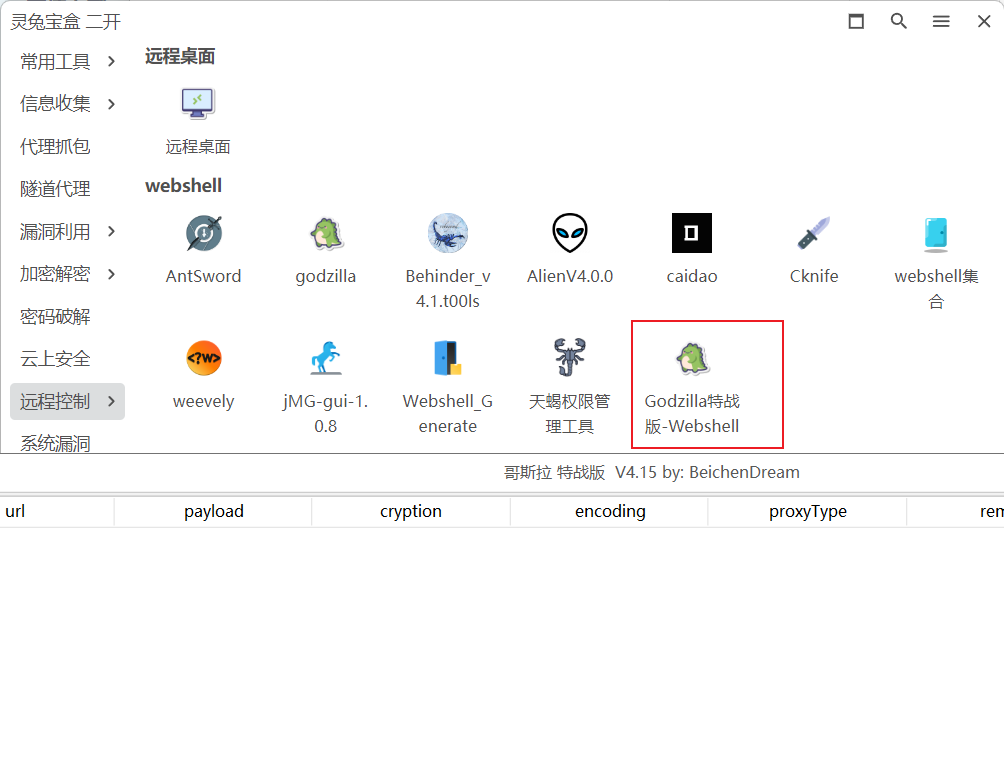 灵兔宝盒 二开
常用工具
信息收集
代理抓包
隧道代理
漏洞利用
加密解密
密码破解
云上安全
远程控制
系统漏洞
远程桌面
远程桌面
webshell
AntSword
godzilla
Behinder_v
4.1.t00ls
AlienV4.0.0
caidao
Cknife
webshell集
合
<?w>
weevely
jMG-gui-1.
0.8
Webshell_G
enerate
天蝎权限管
理工具
Godzilla特战
版-Webshell
哥斯拉 特战版 V4.15 by: BeichenDream
url payload cryption encoding proxyType rem